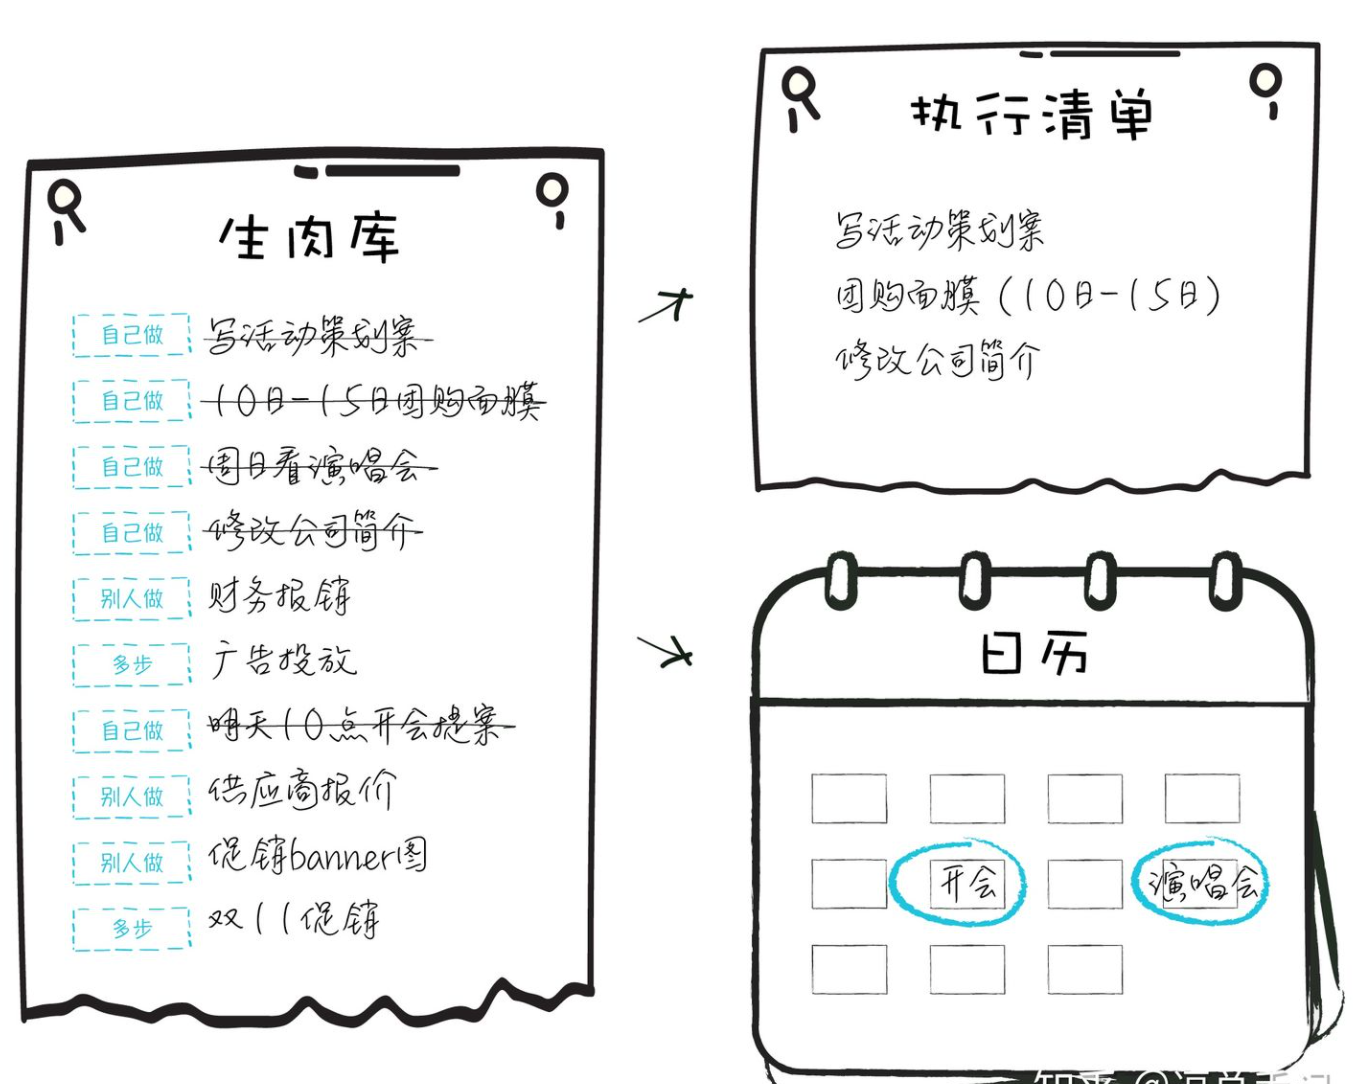 生肉库
自己做 写活动策划案
自己做 10日-15日团购面膜
自己做 周日看演唱会
自己做 修改公司简介
别人做 财务报销
多步 广告投放
自己做 明天10点开会提案
别人做 供应商报价
别人做 促销banner图
多步 双11促销
执行清单
写活动策划案
团购面膜(10日-15日)
修改公司简介
日历
开会 演唱会
知乎